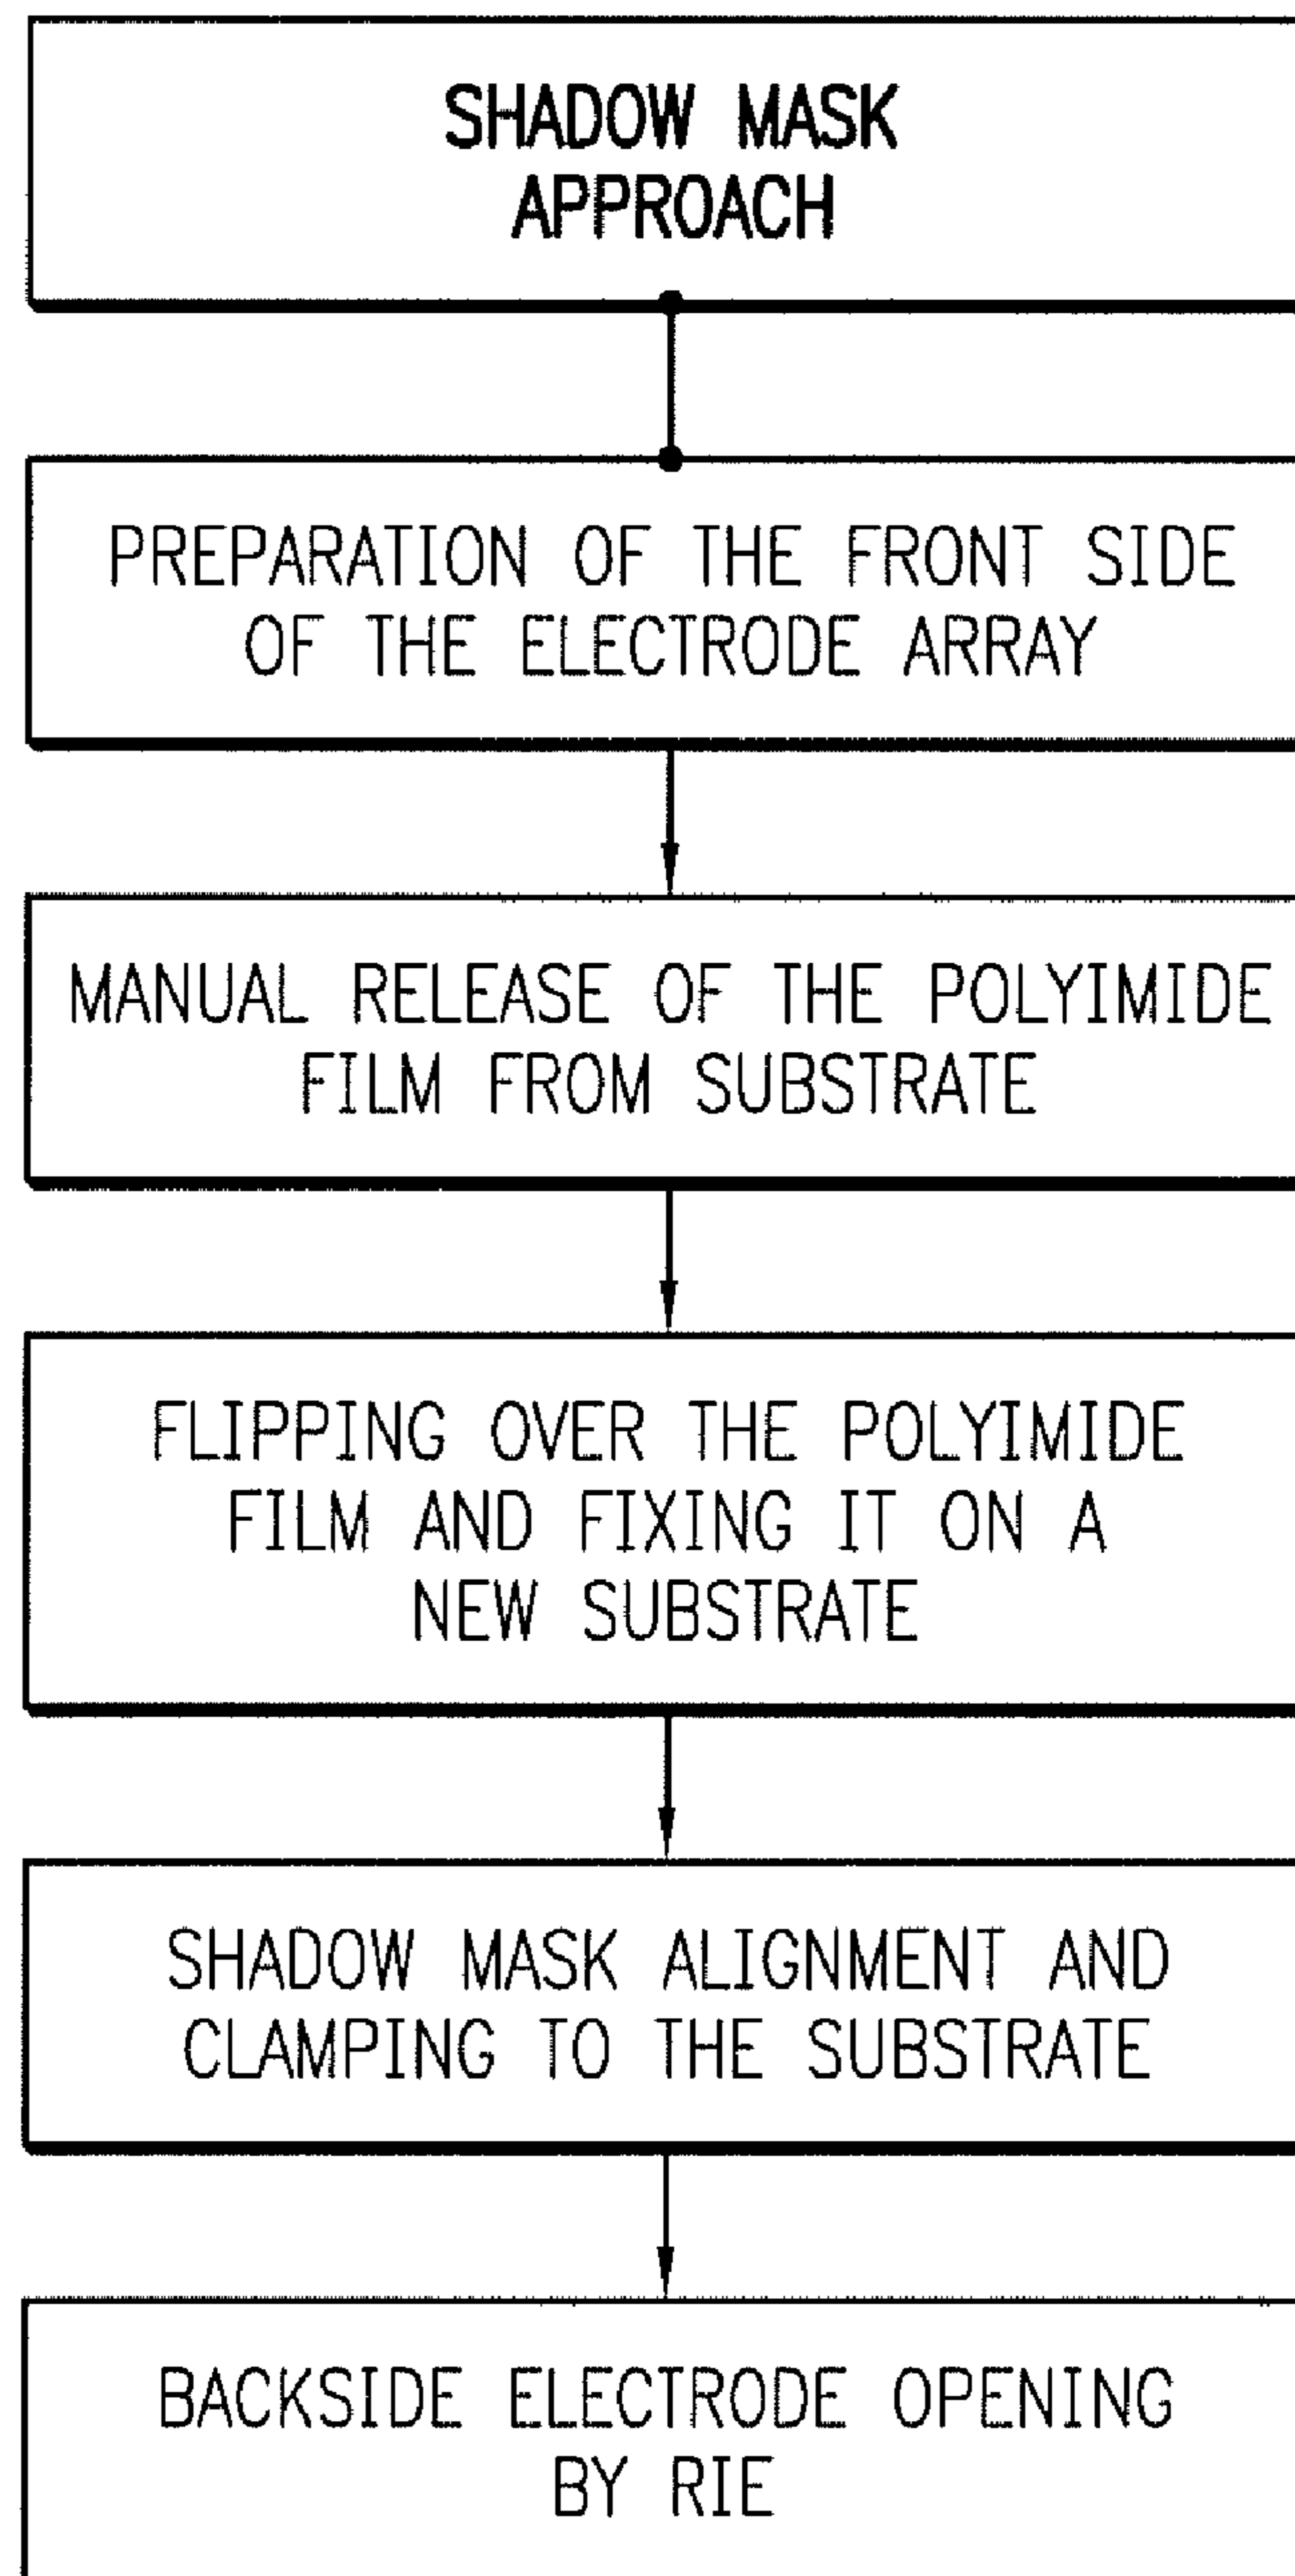 SHADOW MASK
APPROACH
PREPARATION OF THE FRONT SIDE
OF THE ELECTRODE ARRAY
MANUAL RELEASE OF THE POLYIMIDE
FILM FROM SUBSTRATE
FLIPPING OVER THE POLYIMIDE
FILM AND FIXING IT ON A
NEW SUBSTRATE
SHADOW MASK ALIGNMENT AND
CLAMPING TO THE SUBSTRATE
BACKSIDE ELECTRODE OPENING
BY RIE